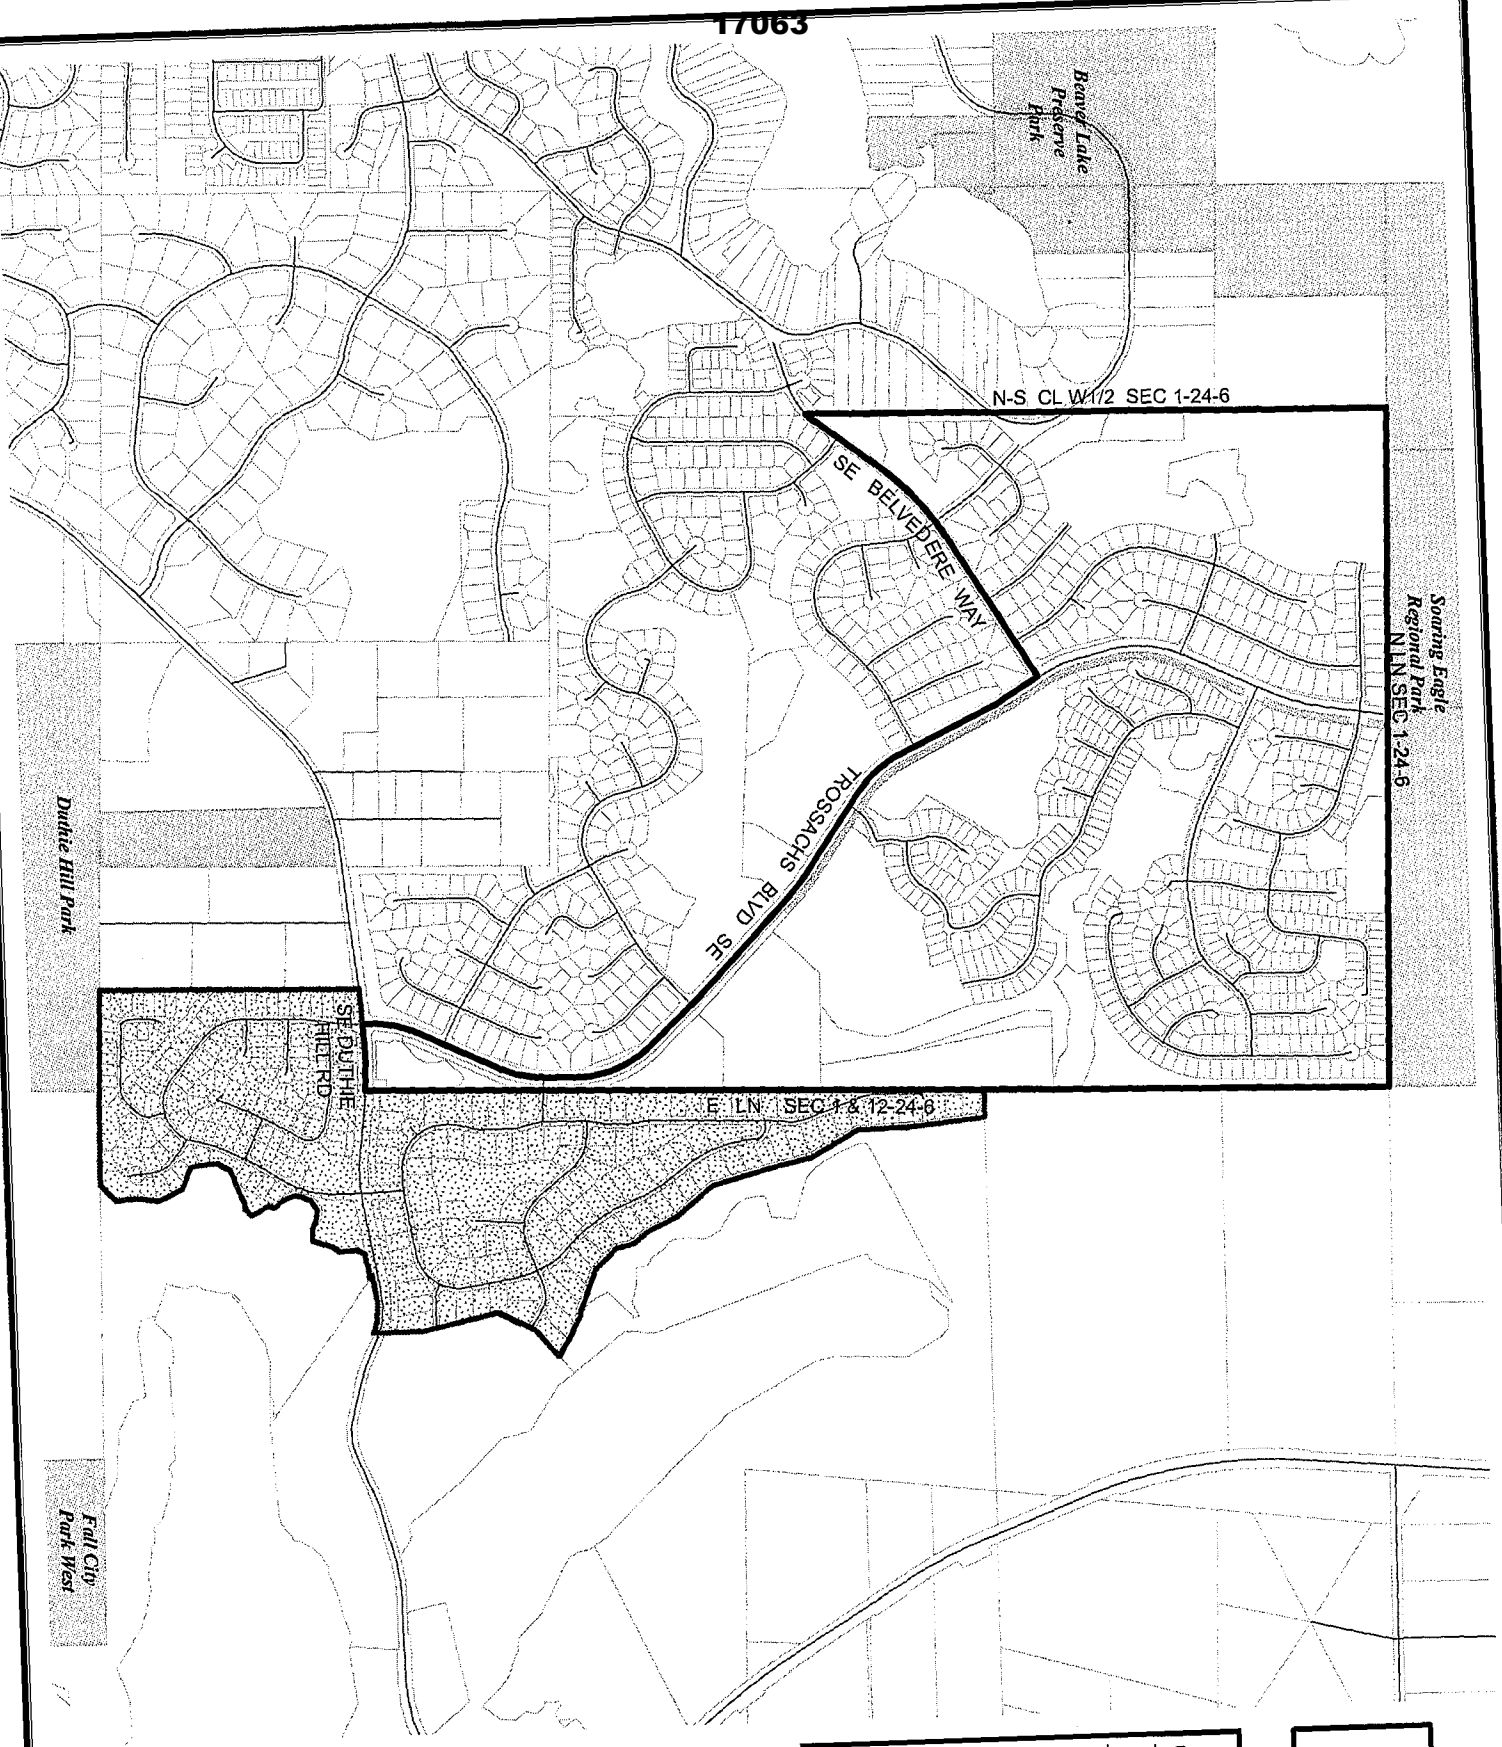 17063
Beaver Lake
Preserve
Park
N-S CL W1/2 SEC 1-24-6
SE BELVEDERE WAY
Soaring Eagle
Regional Park
N LN SEC 1-24-6
TROSSACHS BLVD SE
Duthie Hill Park
SE DUTHIE
HILL RD
E LN SEC 1 & 12-24-6
Fall City
Park West